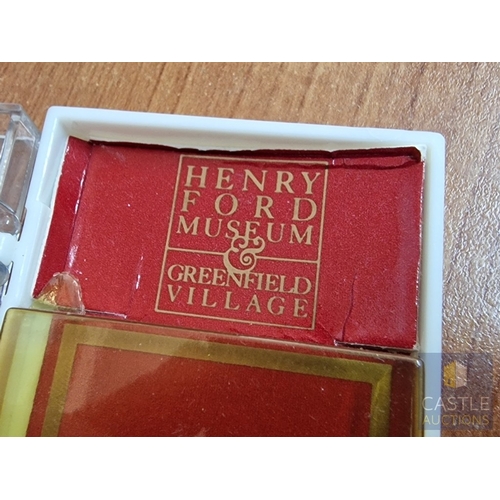 HENRY
FORD
MUSEUM
&
GREENFIELD
VILLAGE
CASTLE
AUCTIONS